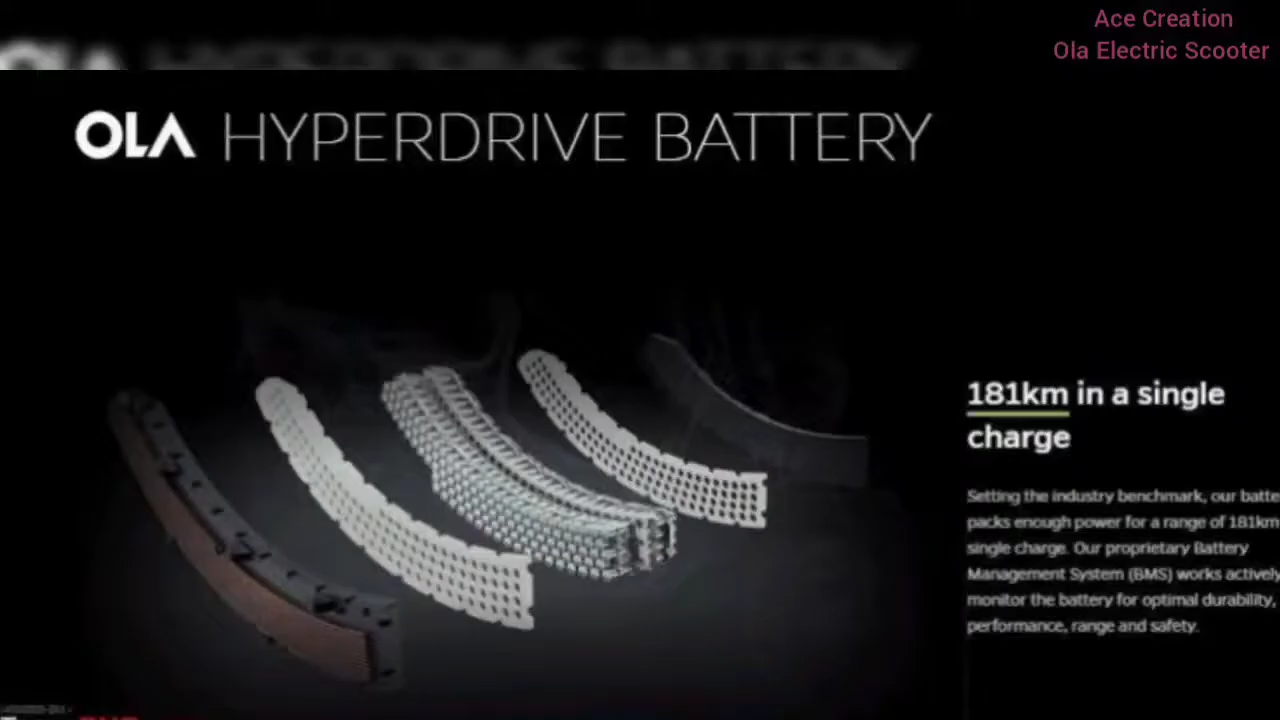 Ace Creation
Ola Electric Scooter
OLA HYPERDRIVE BATTERY
181km in a single
charge
Setting the industry benchmark, our batte
packs enough power for a range of 181km
single charge. Our proprietary Battery
Management System (BMS) works actively
monitor the battery for optimal durability,
performance, range and safety.